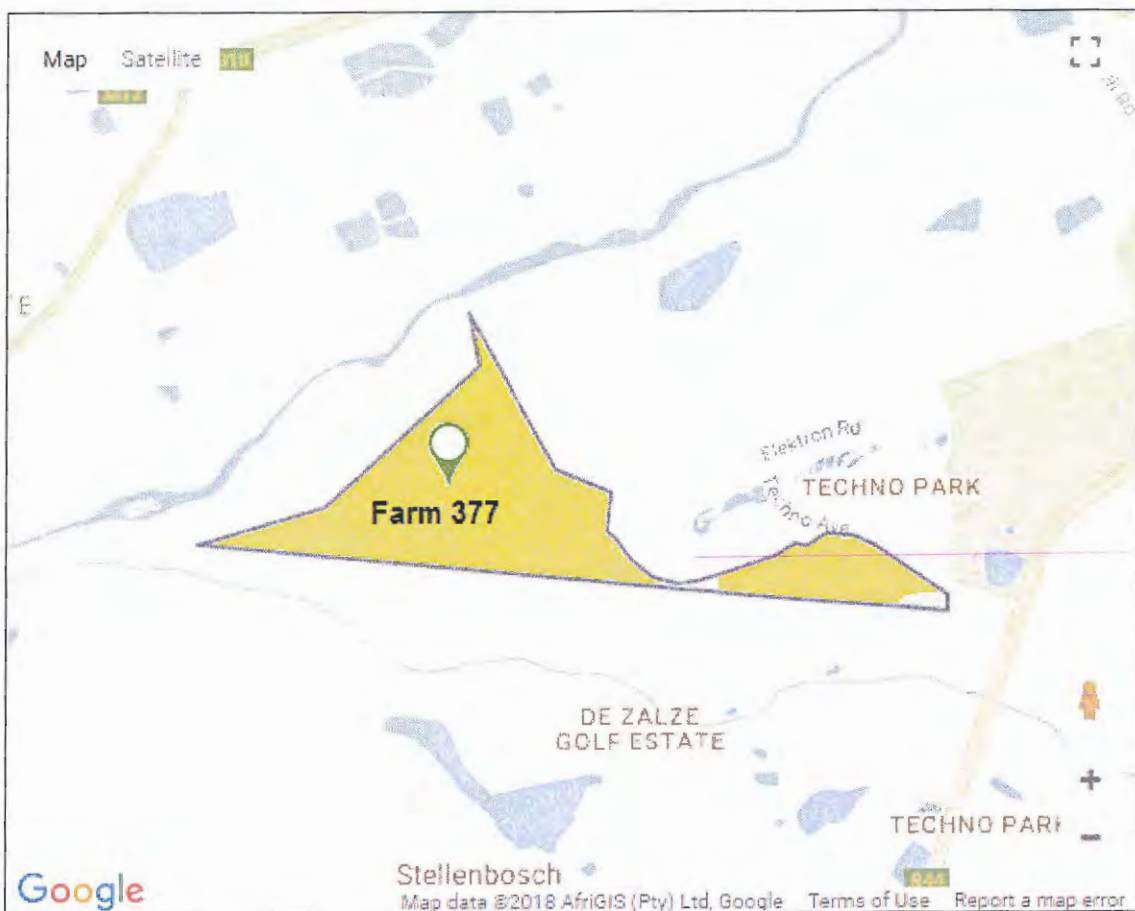 Map Satellite
E
Elektron Rd
TECHNO PARK
Techno Ave
Farm 377
DE ZALZE
GOLF ESTATE
TECHNO PARK
R44
Stellenbosch
Google
Map data ©2018 AfriGIS (Pty) Ltd, Google Terms of Use Report a map error